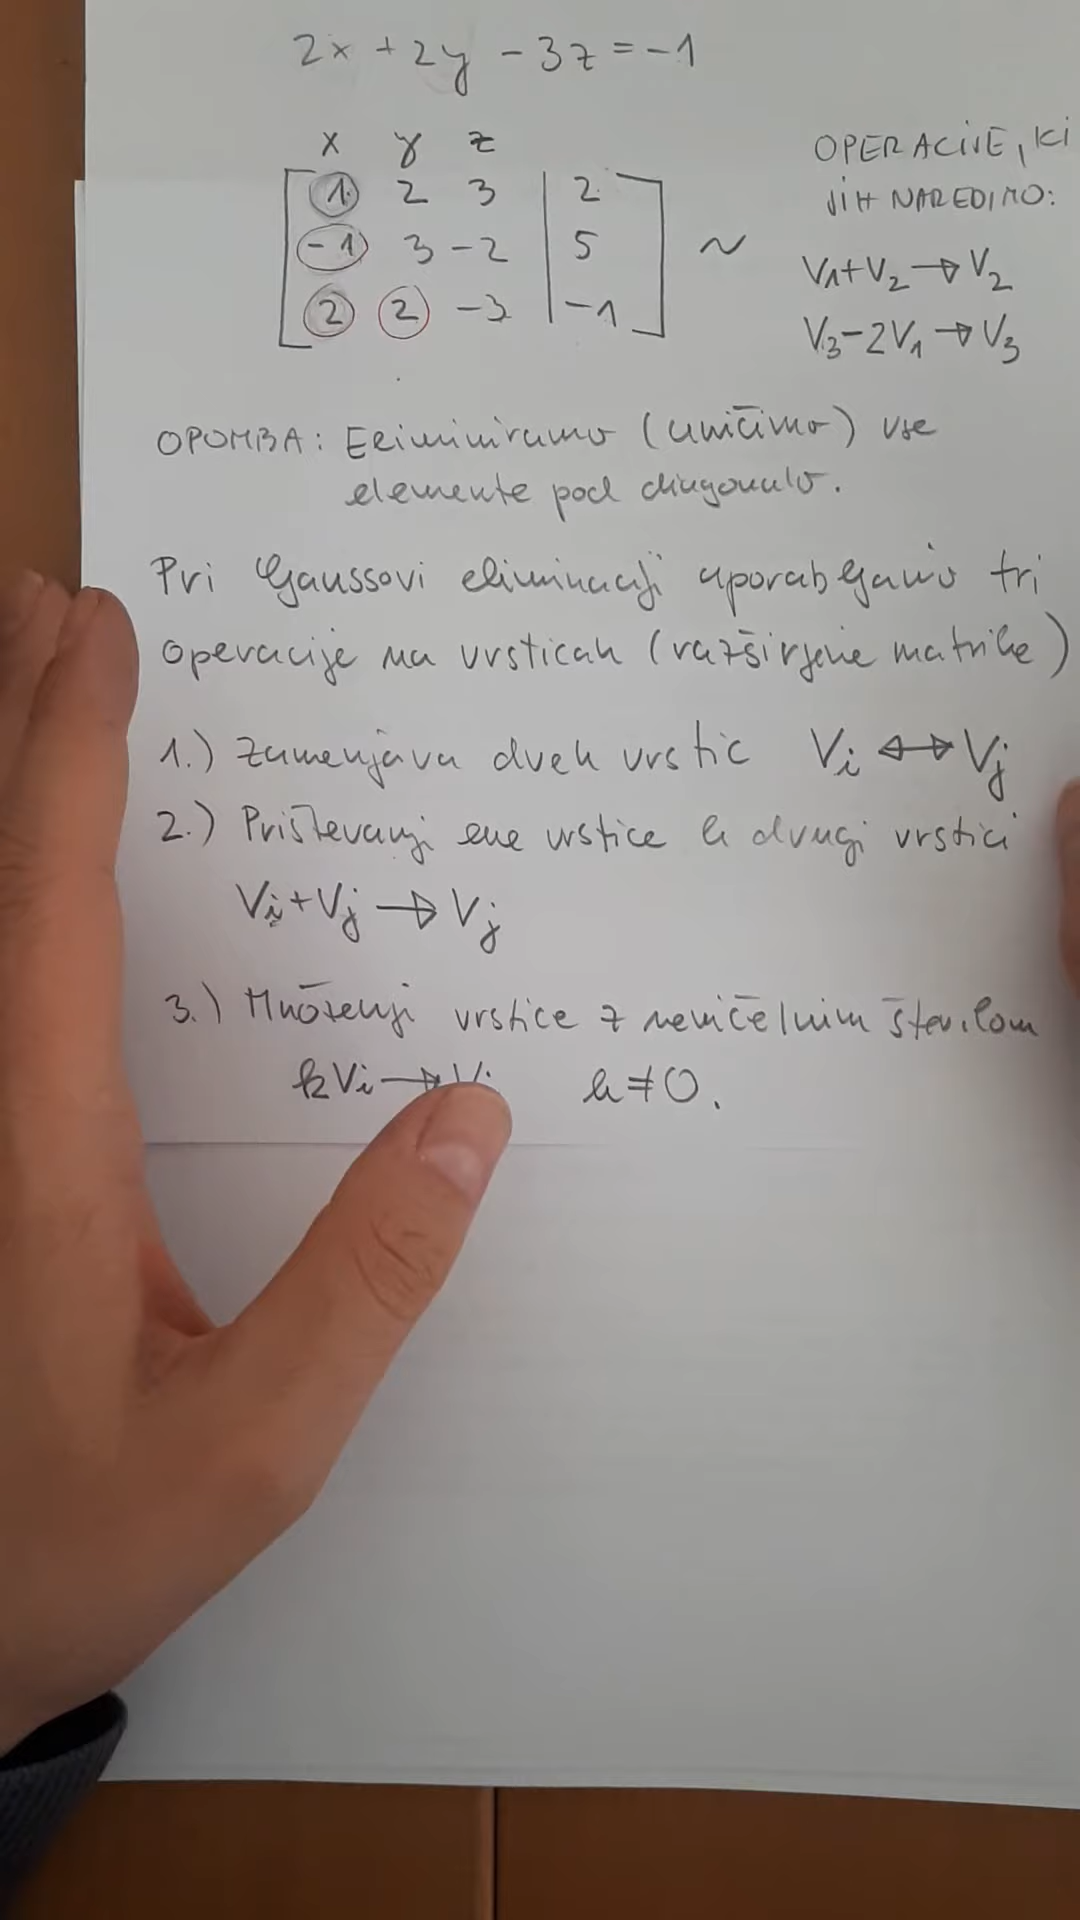 2x + 2y - 3z = -1
x y z
1 2 3 | 2
-1 3 -2 | 5
2 2 -3 | -1
~
OPERACIJE, KI
JIH NAREDIMO:
V1+V2 → V2
V3-2V1 → V3
OPOMBA: Eliminiramo (uničimo) vse
elemente pod diagonalo.
Pri Gaussovi eliminaciji uporabljamo tri
operacije na vrsticah (razširjene matrike)
1.) Zamenjava dveh vrstic Vi ↔ Vj
2.) Prištevanje ene vrstice k drugi vrstici
Vi+Vj → Vj
3.) Množenje vrstice z neničelnim številom
kVi → k≠0.